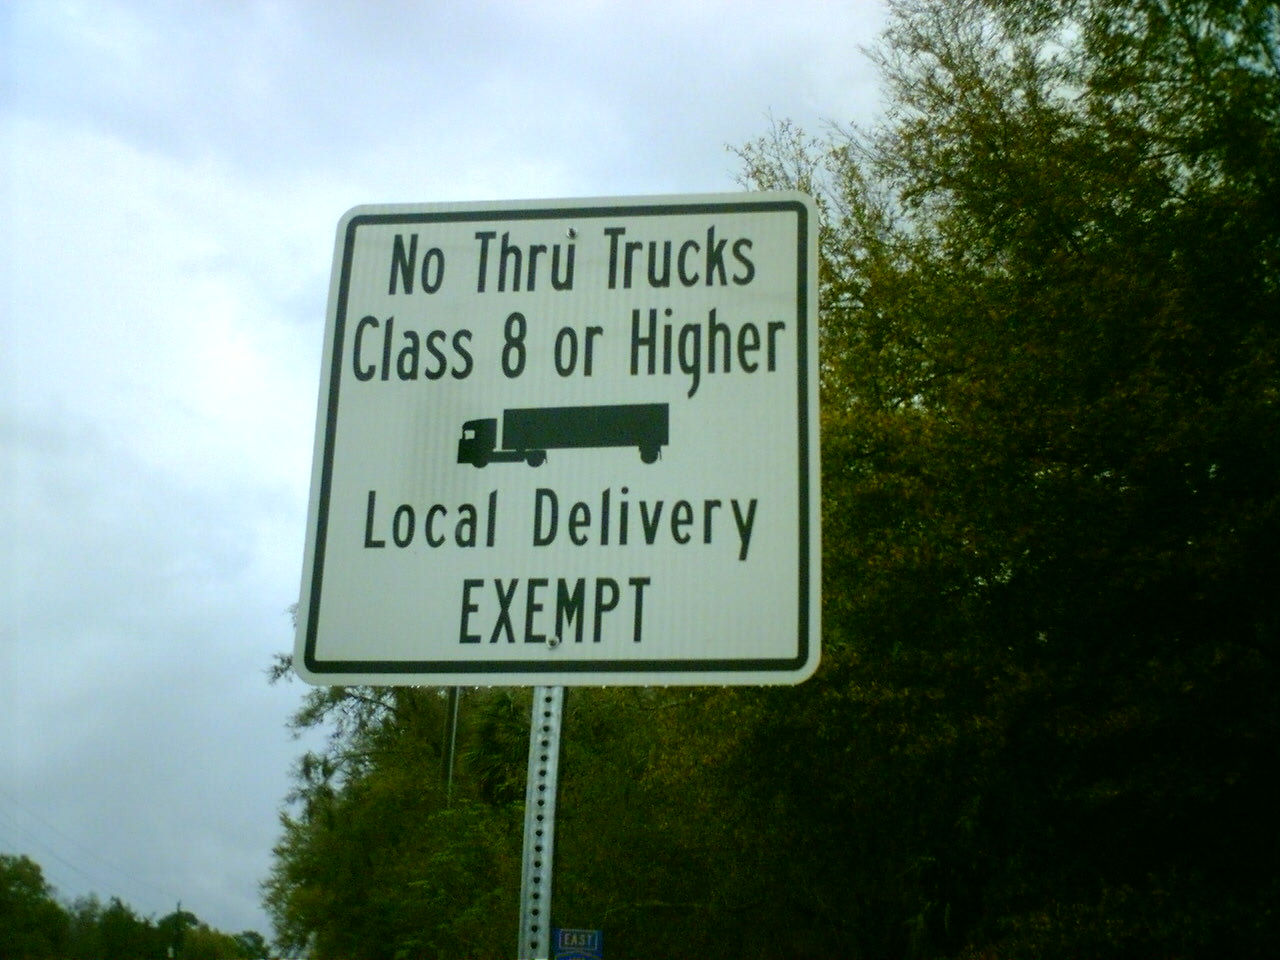 No Thru Trucks
Class 8 or Higher
Local Delivery
EXEMPT
EAST